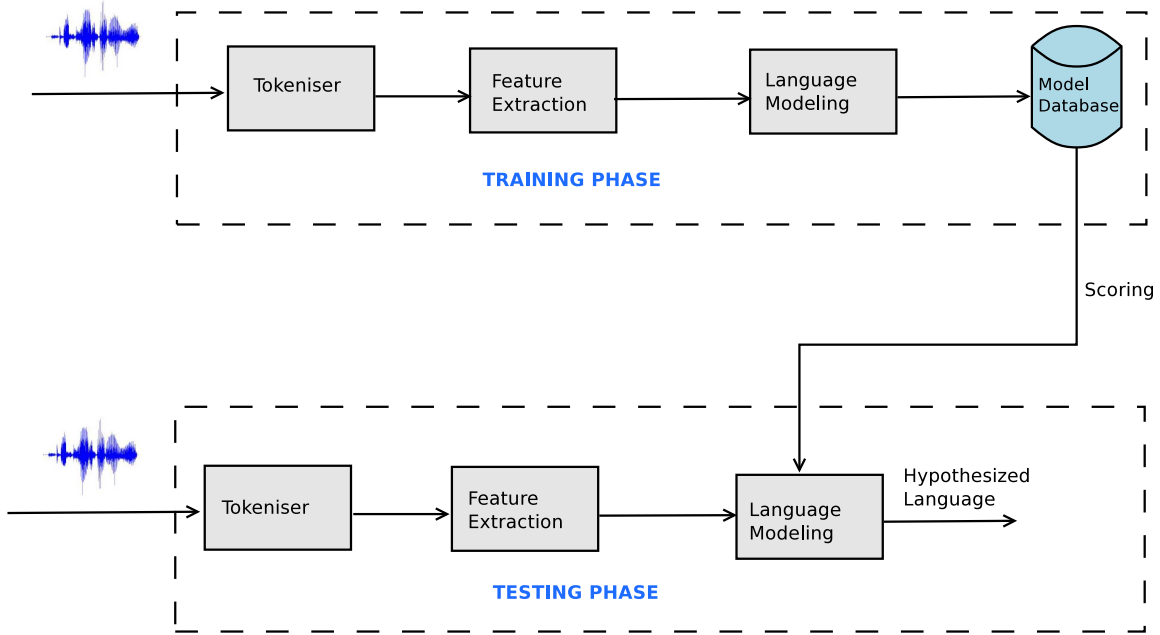 Tokeniser
Feature
Extraction
Language
Modeling
Model
Database
TRAINING PHASE
Scoring
Tokeniser
Feature
Extraction
Language
Modeling
Hypothesized
Language
TESTING PHASE